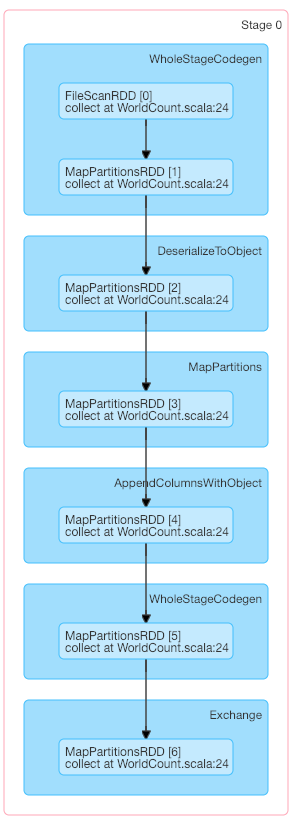 Stage 0
WholeStageCodegen
FileScanRDD [0]
collect at WorldCount.scala:24
MapPartitionsRDD [1]
collect at WorldCount.scala:24
DeserializeToObject
MapPartitionsRDD [2]
collect at WorldCount.scala:24
MapPartitions
MapPartitionsRDD [3]
collect at WorldCount.scala:24
AppendColumnsWithObject
MapPartitionsRDD [4]
collect at WorldCount.scala:24
WholeStageCodegen
MapPartitionsRDD [5]
collect at WorldCount.scala:24
Exchange
MapPartitionsRDD [6]
collect at WorldCount.scala:24